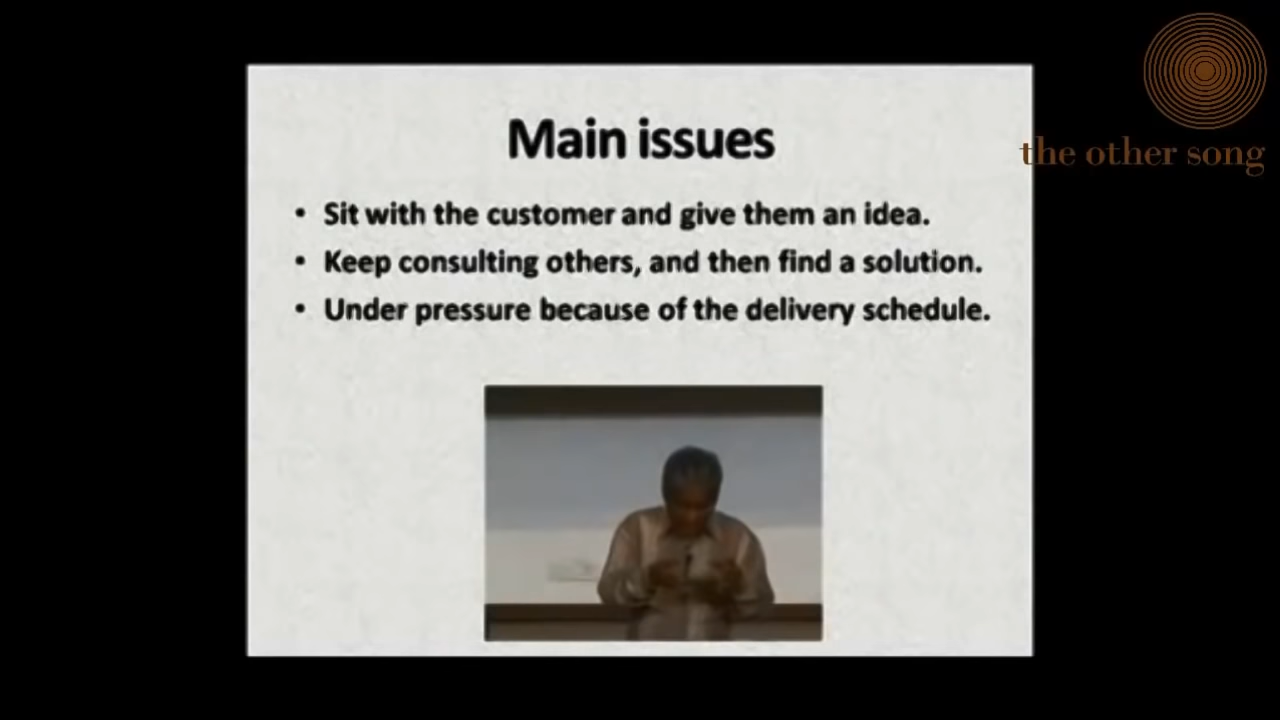 the other song
Main issues
• Sit with the customer and give them an idea.
• Keep consulting others, and then find a solution.
• Under pressure because of the delivery schedule.